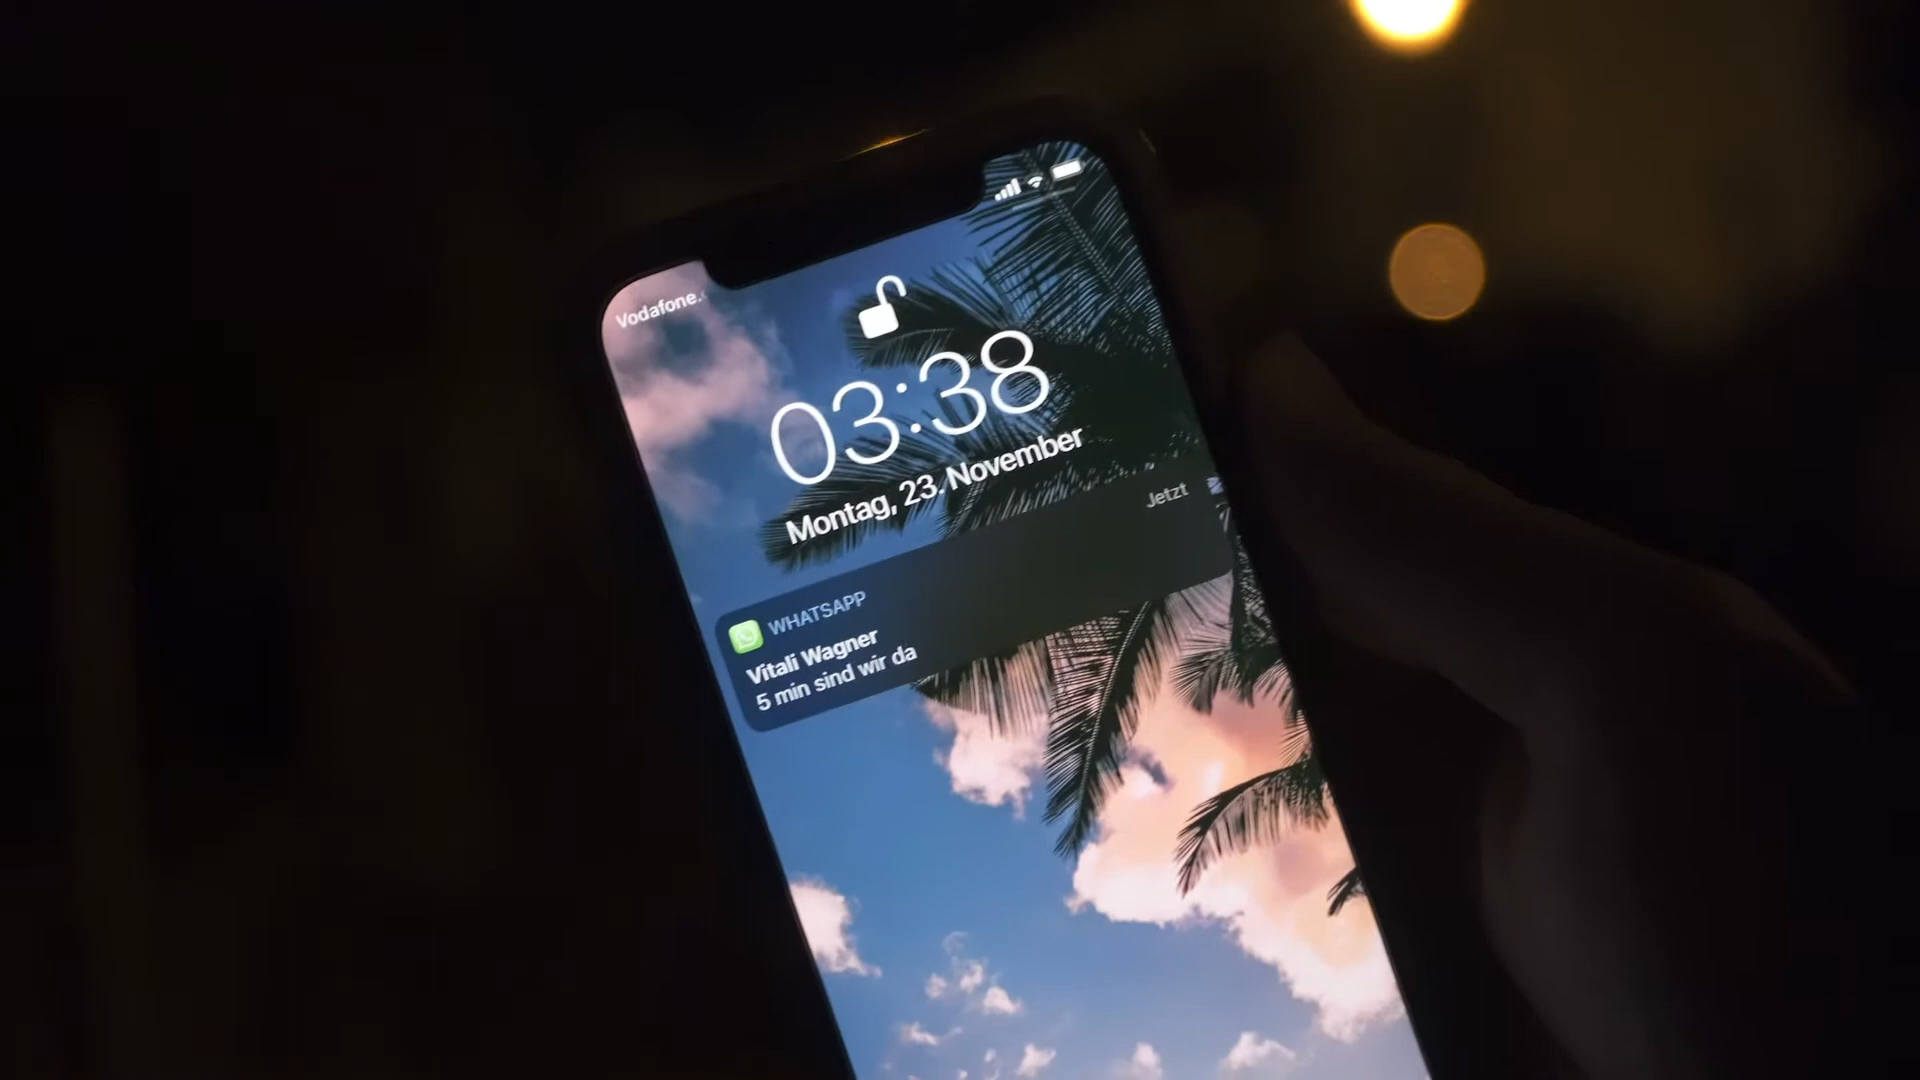 Vodafone.
03:38
Montag, 23. November
WHATSAPP
Jetzt
Vitali Wagner
5 min sind wir da